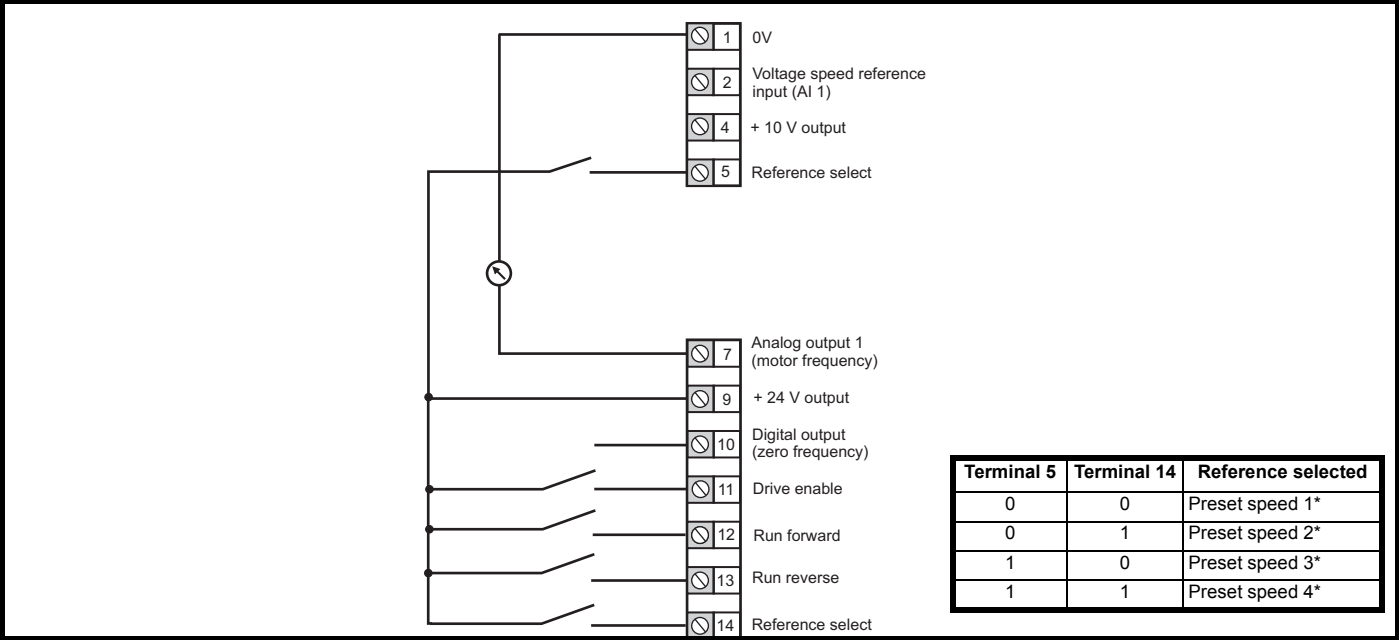 1 0V
2 Voltage speed reference
input (AI 1)
4 + 10 V output
5 Reference select
7 Analog output 1
(motor frequency)
9 + 24 V output
10 Digital output
(zero frequency)
11 Drive enable
12 Run forward
13 Run reverse
14 Reference select
Terminal 5 Terminal 14 Reference selected
0 0 Preset speed 1*
0 1 Preset speed 2*
1 0 Preset speed 3*
1 1 Preset speed 4*